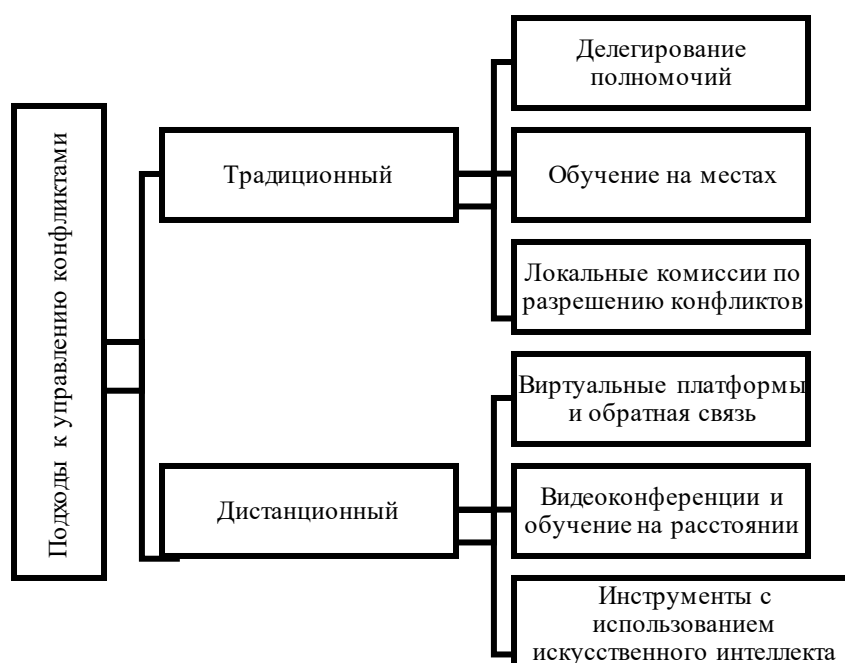 Подходы к управлению конфликтами
Традиционный
Делегирование
полномочий
Обучение на местах
Локальные комиссии по
разрешению конфликтов
Дистанционный
Виртуальные платформы
и обратная связь
Видеоконференции и
обучение на расстоянии
Инструменты с
использованием
искусственного интеллекта